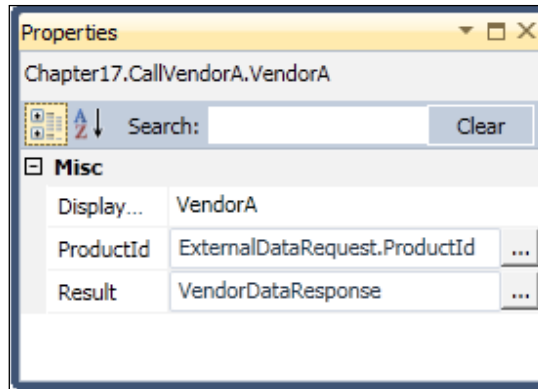 Properties
Chapter17.CallVendorA.VendorA
A
Z
Search:
Clear
Misc
Display... VendorA
ProductId ExternalDataRequest.ProductId ...
Result VendorDataResponse ...